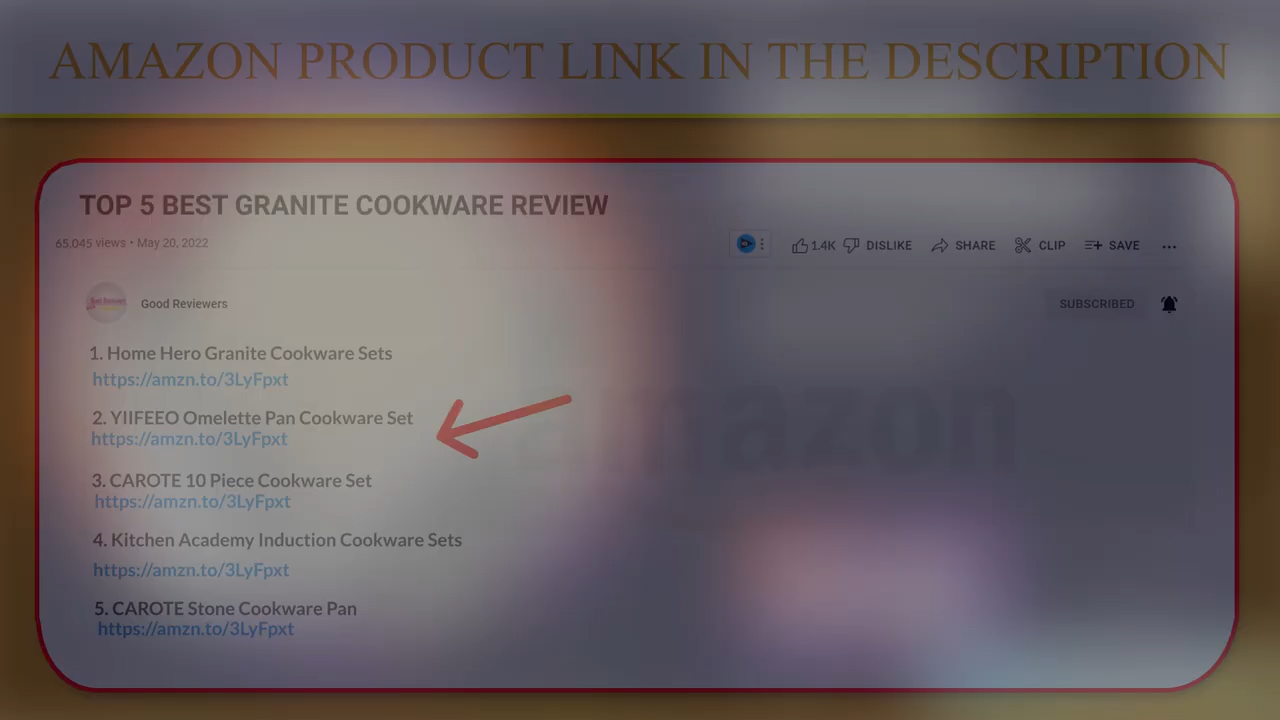 AMAZON PRODUCT LINK IN THE DESCRIPTION
TOP 5 BEST GRANITE COOKWARE REVIEW
65.045 views • May 20, 2022
1.4K DISLIKE SHARE CLIP SAVE
Good Reviewers
SUBSCRIBED
1. Home Hero Granite Cookware Sets
https://amzn.to/3LyFpxt
2. YIIFEEO Omelette Pan Cookware Set
https://amzn.to/3LyFpxt
amazon
3. CAROTE 10 Piece Cookware Set
https://amzn.to/3LyFpxt
4. Kitchen Academy Induction Cookware Sets
https://amzn.to/3LyFpxt
5. CAROTE Stone Cookware Pan
https://amzn.to/3LyFpxt